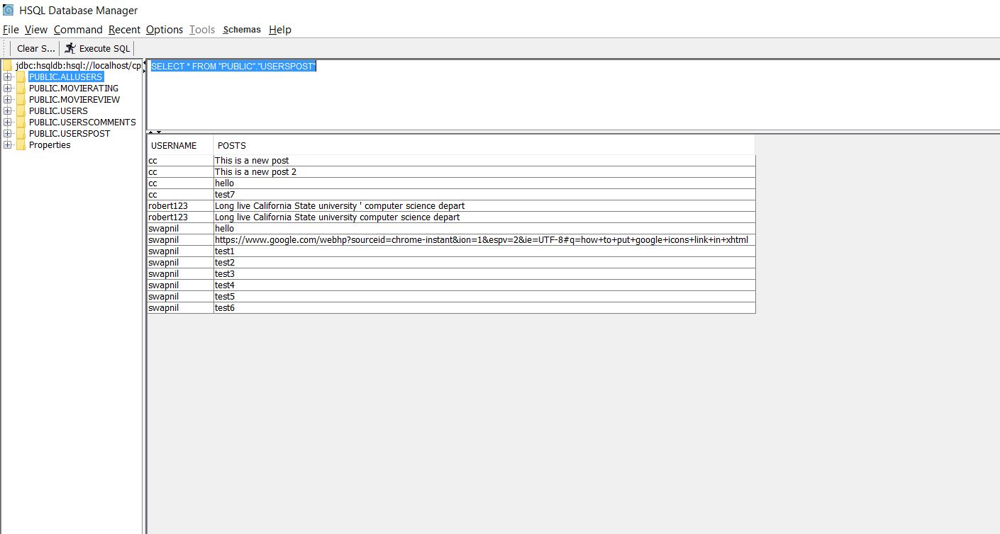 HSQL Database Manager
File View Command Recent Options Tools Schemas Help
Clear S... Execute SQL
jdbc:hsqldb:hsql://localhost/cp
PUBLIC.ALLUSERS
PUBLIC.MOVIERATING
PUBLIC.MOVIEREVIEW
PUBLIC.USERS
PUBLIC.USERSCOMMENTS
PUBLIC.USERSPOST
Properties
SELECT * FROM "PUBLIC"."USERSPOST"
USERNAME POSTS
cc This is a new post
cc This is a new post 2
cc hello
cc test7
robert123 Long live California State university ' computer science depart
robert123 Long live California State university computer science depart
swapnil hello
swapnil https://www.google.com/webhp?sourceid=chrome-instant&ion=1&espv=2&ie=UTF-8#q=how+to+put+google+icons+link+in+xhtml
swapnil test1
swapnil test2
swapnil test3
swapnil test4
swapnil test5
swapnil test6